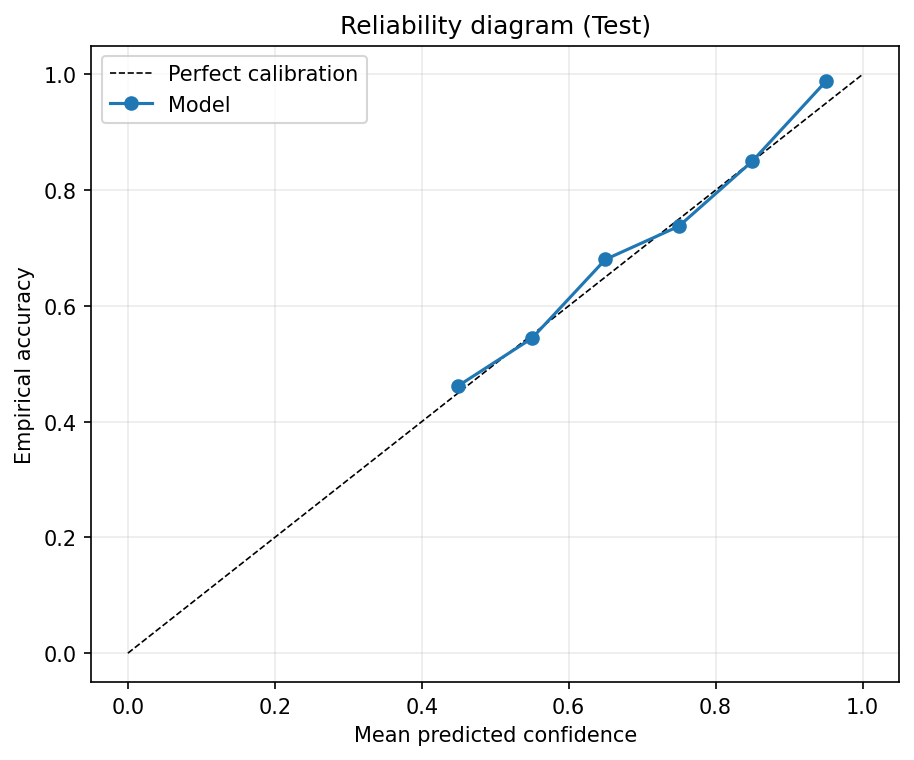 Reliability diagram (Test)
Perfect calibration
Model
1.0
0.8
0.6
0.4
0.2
0.0
Empirical accuracy
0.0 0.2 0.4 0.6 0.8 1.0
Mean predicted confidence